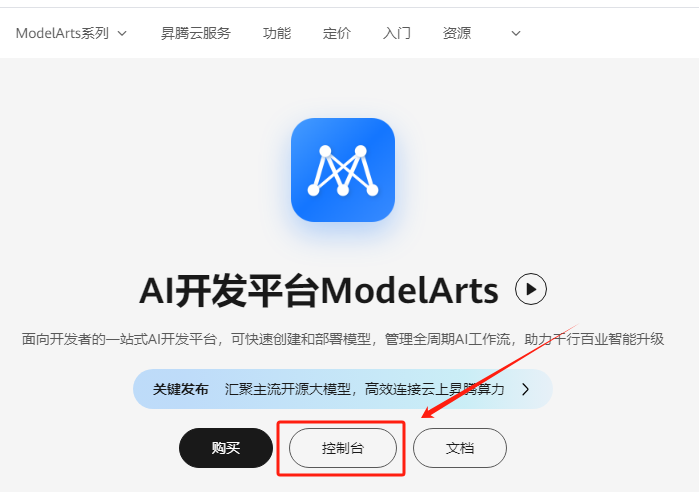 ModelArts系列 昇腾云服务 功能 定价 入门 资源
AI开发平台ModelArts
面向开发者的一站式AI开发平台，可快速创建和部署模型，管理全周期AI工作流，助力千行百业智能升级
关键发布 汇聚主流开源大模型，高效连接云上昇腾算力
购买 控制台 文档